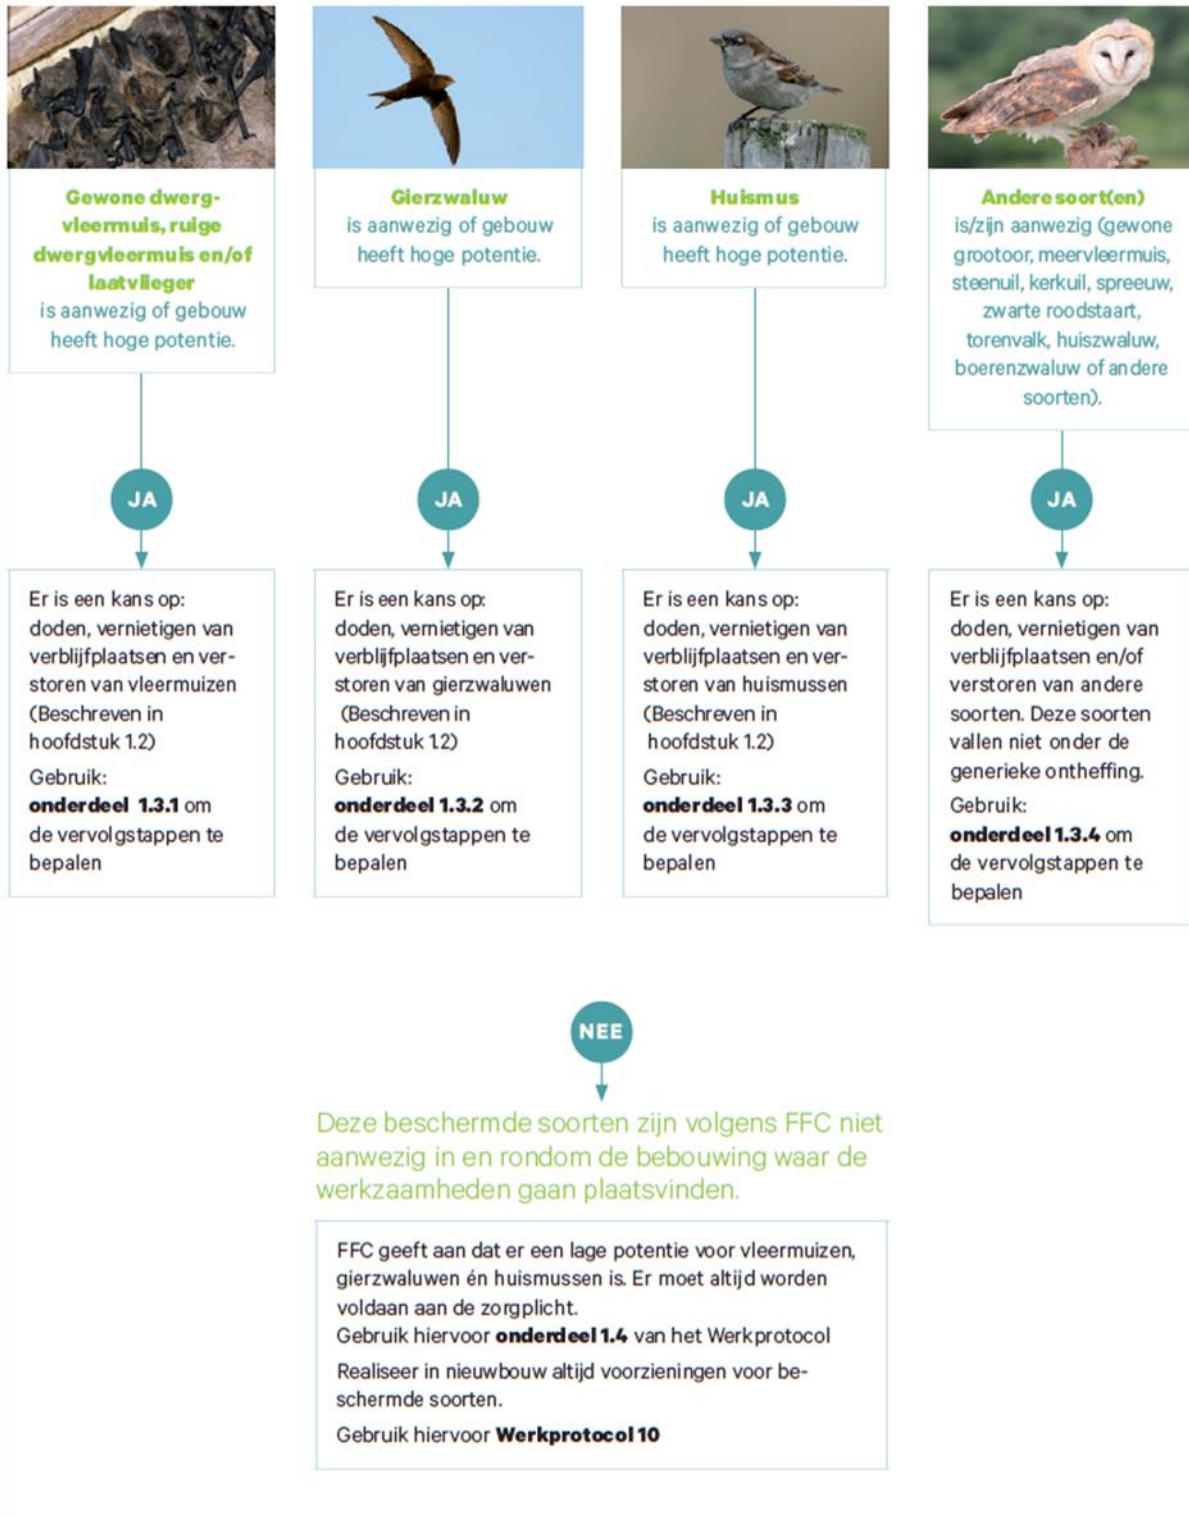 Gewone dwerg-
vleermuis, ruige
dwergvleermuis en/of
laatvlieger
is aanwezig of gebouw
heeft hoge potentie.
JA
Er is een kans op:
doden, vernietigen van
verblijfplaatsen en ver-
storen van vleermuizen
(Beschreven in
hoofdstuk 1.2)
Gebruik:
onderdeel 1.3.1 om
de vervolgstappen te
bepalen
Gierzwaluw
is aanwezig of gebouw
heeft hoge potentie.
JA
Er is een kans op:
doden, vernietigen van
verblijfplaatsen en ver-
storen van gierzwaluwen
(Beschreven in
hoofdstuk 1.2)
Gebruik:
onderdeel 1.3.2 om
de vervolgstappen te
bepalen
Huismus
is aanwezig of gebouw
heeft hoge potentie.
JA
Er is een kans op:
doden, vernietigen van
verblijfplaatsen en ver-
storen van huismussen
(Beschreven in
hoofdstuk 1.2)
Gebruik:
onderdeel 1.3.3 om
de vervolgstappen te
bepalen
Andere soort(en)
is/zijn aanwezig (gewone
grootoor, meervleermuis,
steenuil, kerkuil, spreeuw,
zwarte roodstaart,
torenvalk, huiszwaluw,
boerenzwaluw of andere
soorten).
JA
Er is een kans op:
doden, vernietigen van
verblijfplaatsen en/of
verstoren van andere
soorten. Deze soorten
vallen niet onder de
generieke ontheffing.
Gebruik:
onderdeel 1.3.4 om
de vervolgstappen te
bepalen
NEE
Deze beschermde soorten zijn volgens FFC niet
aanwezig in en rondom de bebouwing waar de
werkzaamheden gaan plaatsvinden.
FFC geeft aan dat er een lage potentie voor vleermuizen,
gierzwaluwen én huismussen is. Er moet altijd worden
voldaan aan de zorgplicht.
Gebruik hiervoor onderdeel 1.4 van het Werkprotocol
Realiseer in nieuwbouw altijd voorzieningen voor be-
schermde soorten.
Gebruik hiervoor Werkprotocol 10